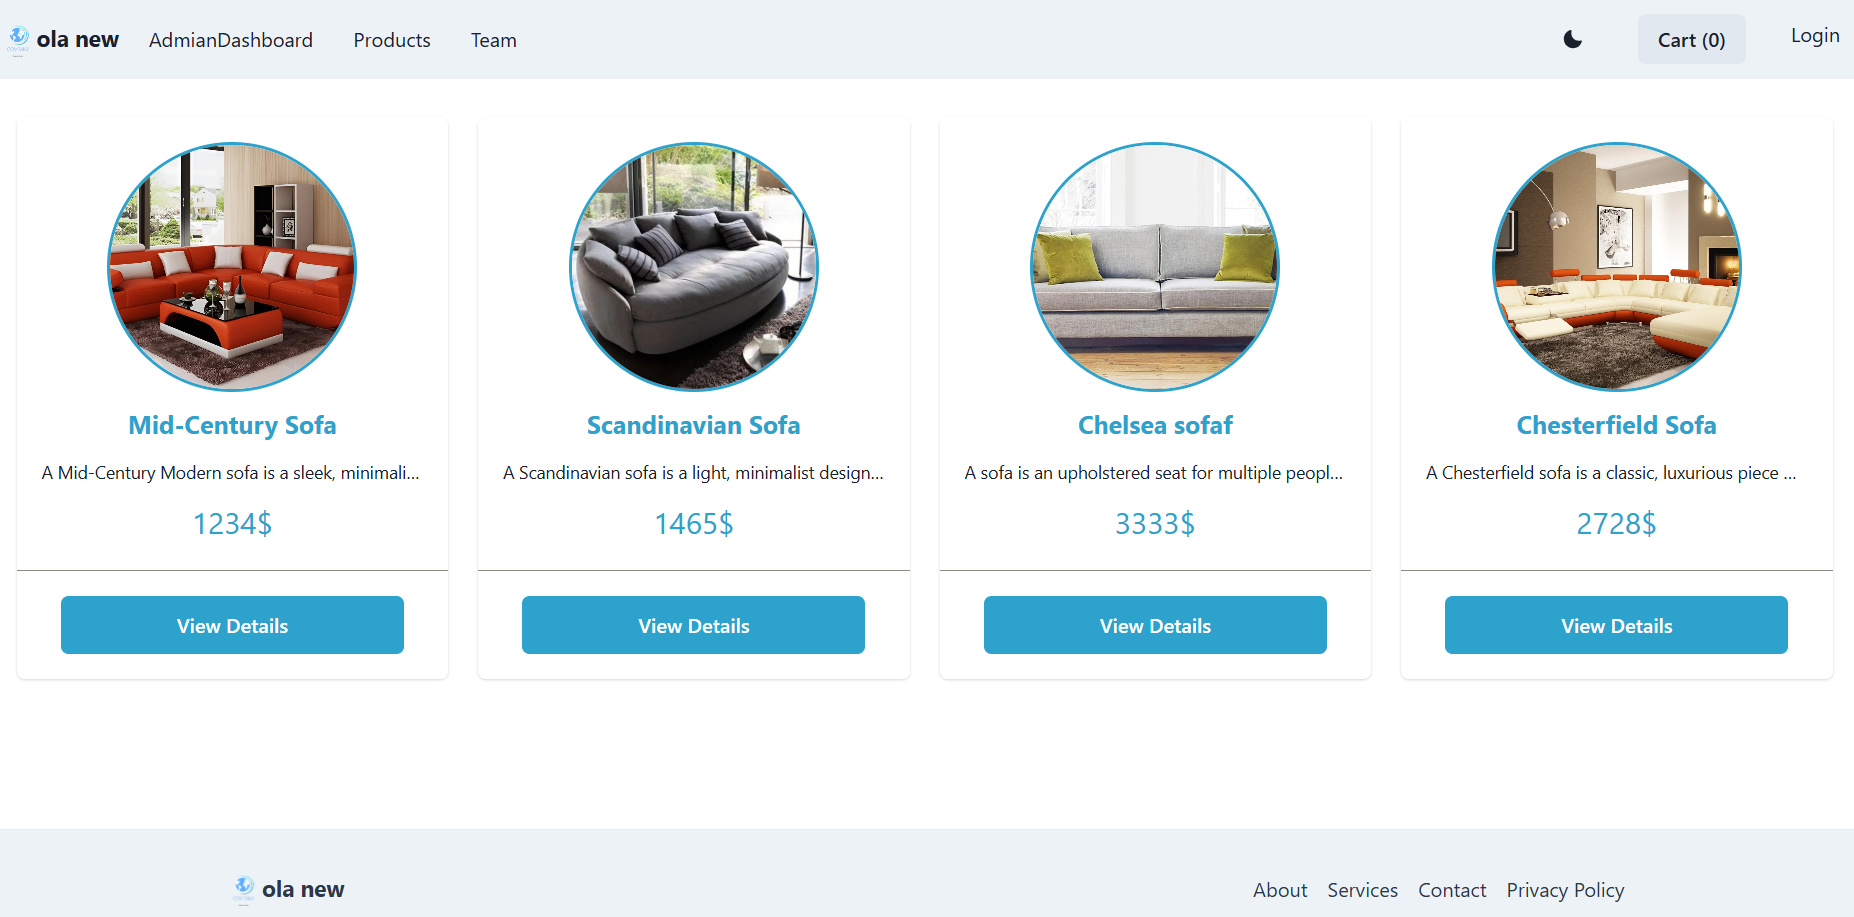 ola new AdmianDashboard Products Team Cart (0) Login
Mid-Century Sofa
A Mid-Century Modern sofa is a sleek, minimali...
1234$
View Details
Scandinavian Sofa
A Scandinavian sofa is a light, minimalist design...
1465$
View Details
Chelsea sofaf
A sofa is an upholstered seat for multiple peopl...
3333$
View Details
Chesterfield Sofa
A Chesterfield sofa is a classic, luxurious piece ...
2728$
View Details
ola new
About Services Contact Privacy Policy